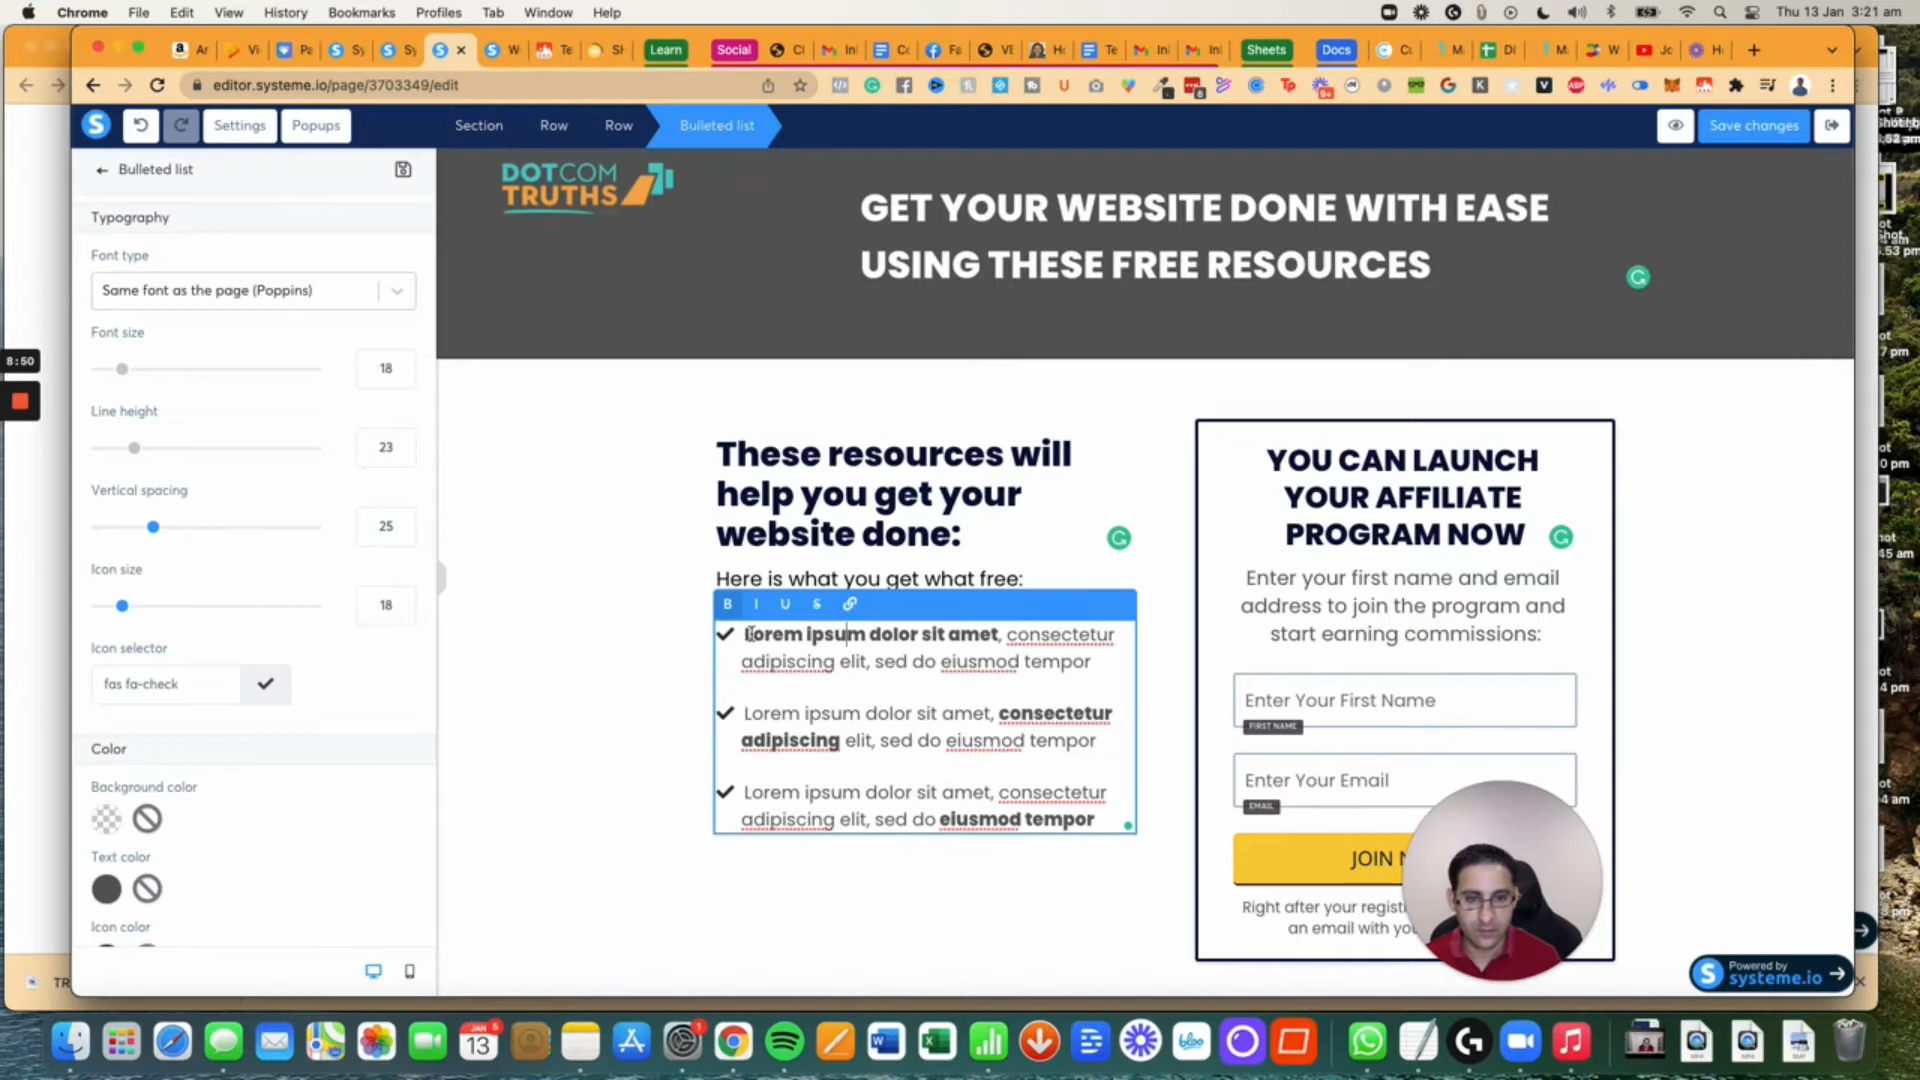 Chrome File Edit View History Bookmarks Profiles Tab Window Help Thu 13 Jan 3:21 am
Learn Social Sheets Docs
editor.systeme.io/page/3703349/edit
Settings Popups Section Row Row Bulleted list Save changes
Bulleted list
Typography
Font type
Same font as the page (Poppins)
Font size
18
Line height
23
Vertical spacing
25
Icon size
18
Icon selector
fas fa-check
Color
Background color
Text color
Icon color
8:50
DOTCOM
TRUTHS
GET YOUR WEBSITE DONE WITH EASE
USING THESE FREE RESOURCES
These resources will
help you get your
website done:
Here is what you get what free:
B I U S
Lorem ipsum dolor sit amet, consectetur
adipiscing elit, sed do eiusmod tempor
Lorem ipsum dolor sit amet, consectetur
adipiscing elit, sed do eiusmod tempor
Lorem ipsum dolor sit amet, consectetur
adipiscing elit, sed do eiusmod tempor
YOU CAN LAUNCH
YOUR AFFILIATE
PROGRAM NOW
Enter your first name and email
address to join the program and
start earning commissions:
Enter Your First Name
FIRST NAME
Enter Your Email
EMAIL
JOIN
Right after your
an email with
Powered by
systeme.io
JAN
13